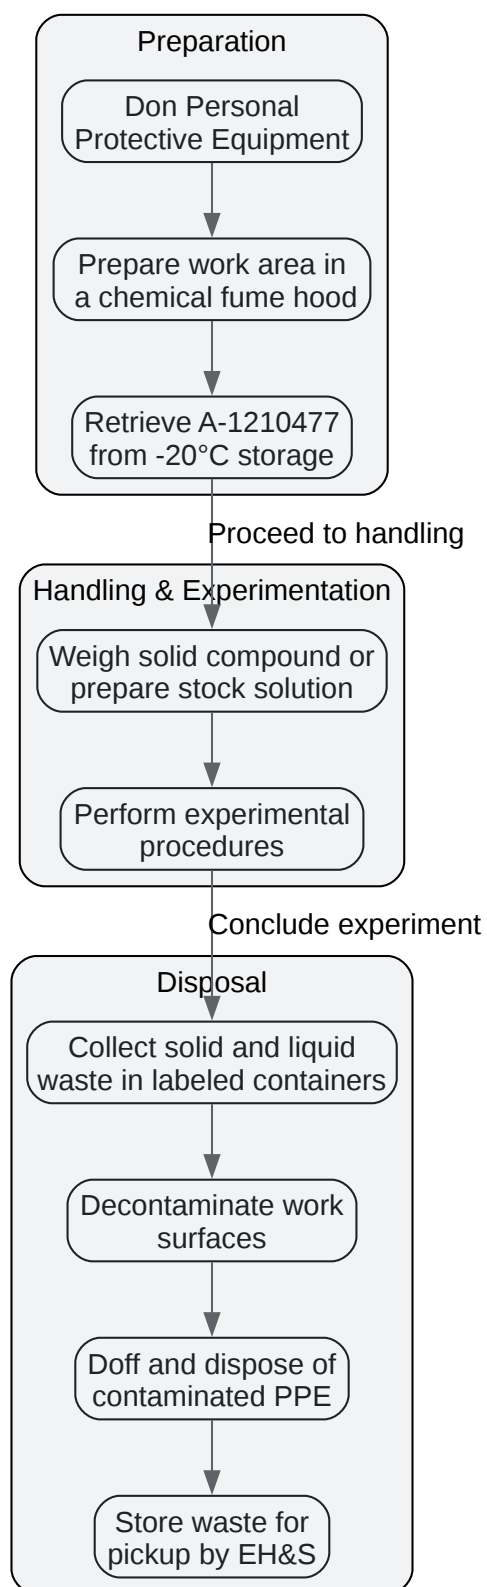 Preparation
Don Personal
Protective Equipment
Prepare work area in
a chemical fume hood
Retrieve A-1210477
from -20°C storage
Proceed to handling
Handling & Experimentation
Weigh solid compound or
prepare stock solution
Perform experimental
procedures
Conclude experiment
Disposal
Collect solid and liquid
waste in labeled containers
Decontaminate work
surfaces
Doff and dispose of
contaminated PPE
Store waste for
pickup by EH&S